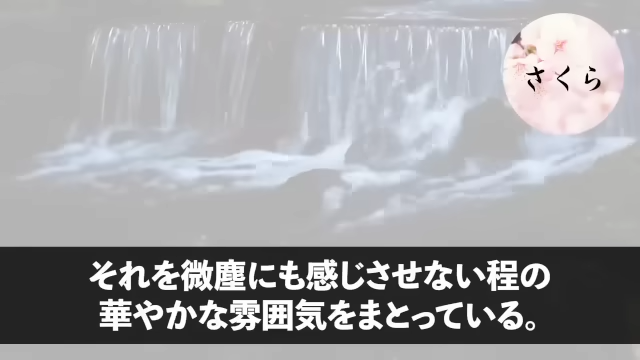 さくら
それを微塵にも感じさせない程の
華やかな雰囲気をまとっている。